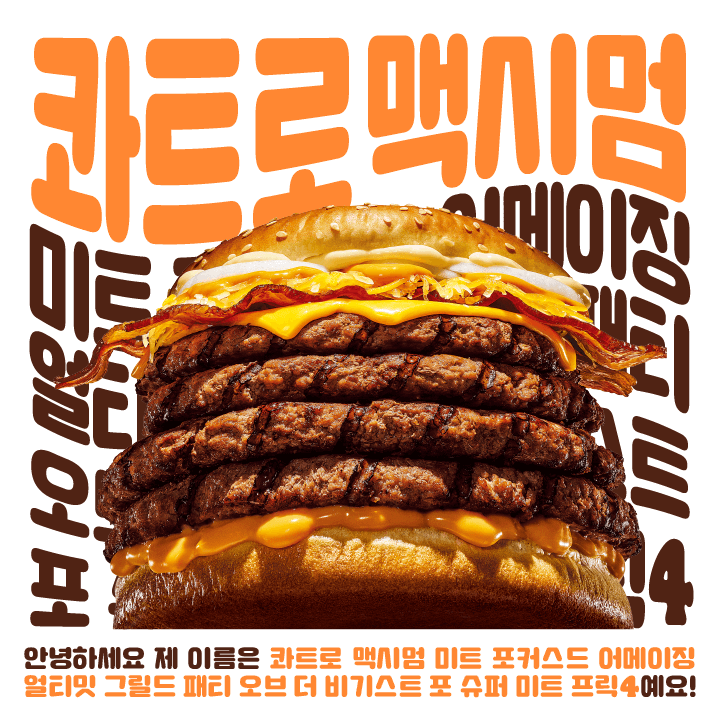 콰트로 맥시멈
어메이징
안녕하세요 제 이름은 콰트로 맥시멈 미트 포커스드 어메이징
얼티밋 그릴드 패티 오브 더 비기스트 포 슈퍼 미트 프릭4예요!